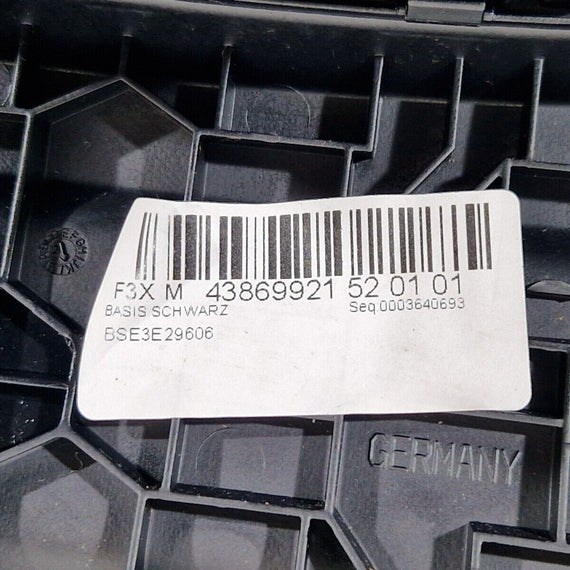 F3X M 43869921 52 01 01
BASIS SCHWARZ Seq 0003640693
BSE3E29606
GERMANY